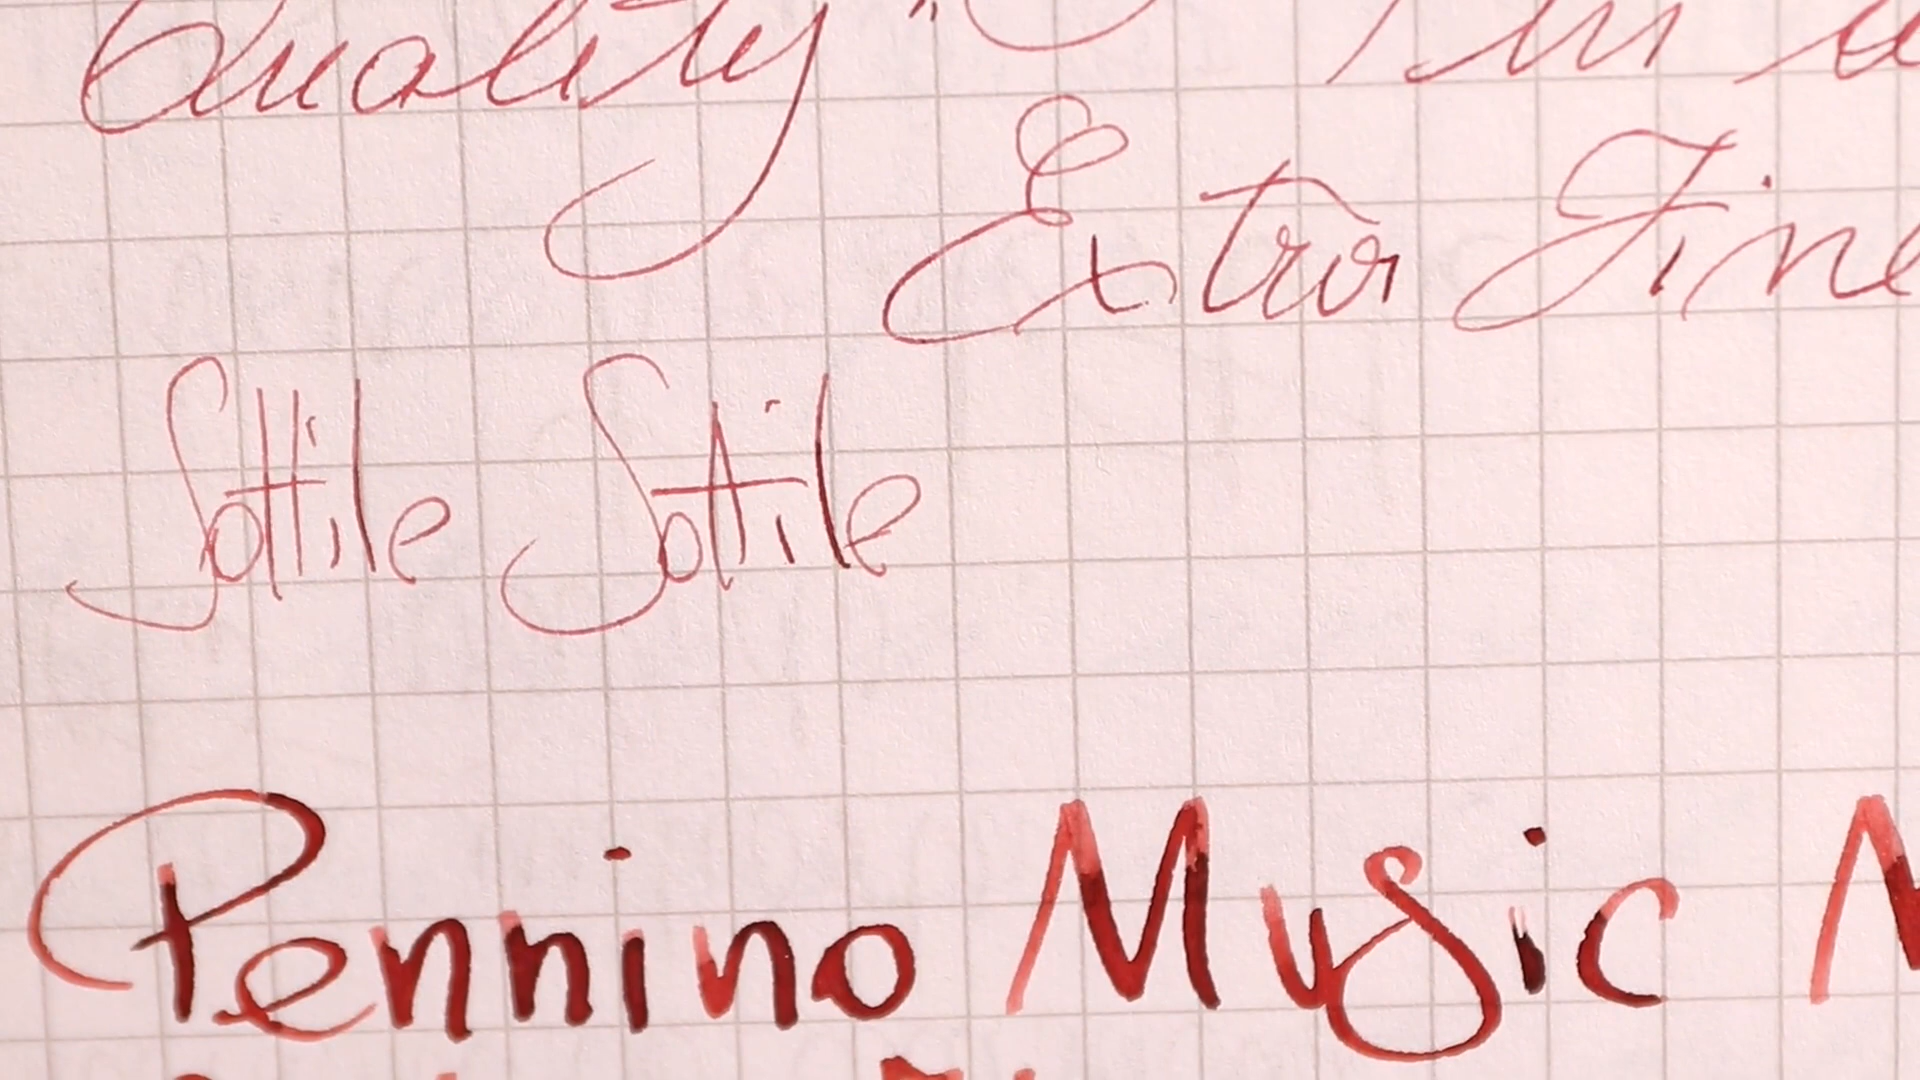 Quality
Extra Fine
Sottile Sottile
Pennino Music